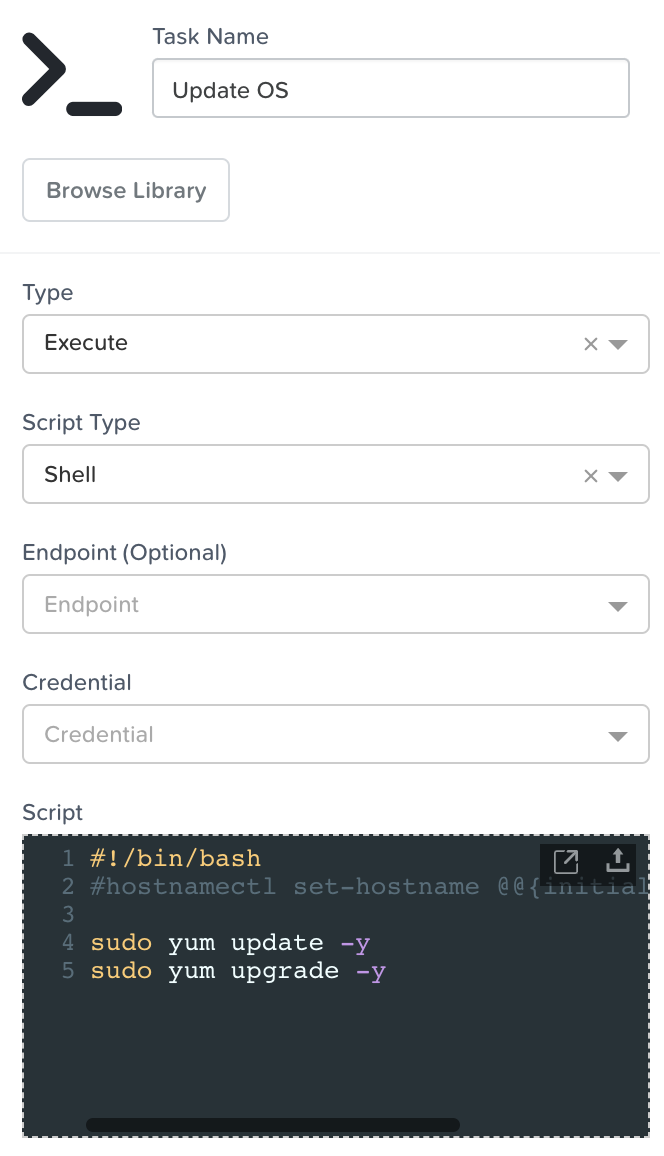 Task Name
Update OS
Browse Library
Type
Execute
Script Type
Shell
Endpoint (Optional)
Endpoint
Credential
Credential
Script
1 #!/bin/bash
2 #hostnamectl set-hostname @@{initial
3
4 sudo yum update -y
5 sudo yum upgrade -y